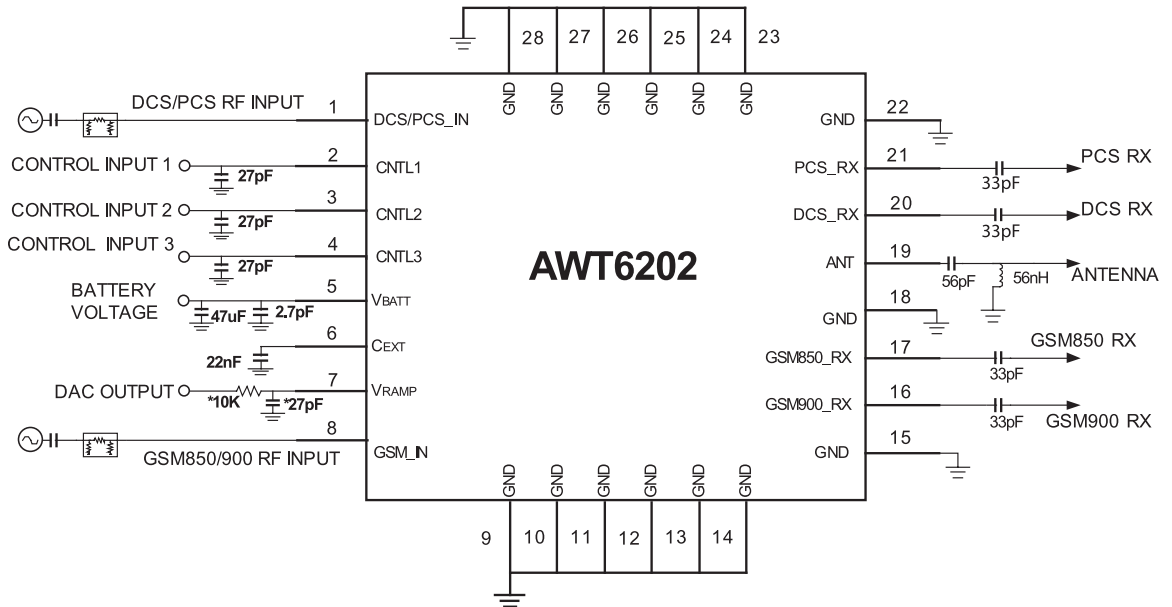 28 27 26 25 24 23
GND GND GND GND GND GND
DCS/PCS RF INPUT 1 DCS/PCS_IN
CONTROL INPUT 1 27pF 2 CNTL1
CONTROL INPUT 2 27pF 3 CNTL2
CONTROL INPUT 3 27pF 4 CNTL3
BATTERY
VOLTAGE
47uF 2.7pF 5 VBATT
22nF 6 CEXT
DAC OUTPUT *10K *27pF 7 VRAMP
GSM850/900 RF INPUT 8 GSM_IN
AWT6202
GND 22
PCS_RX 21 33pF PCS RX
DCS_RX 20 33pF DCS RX
ANT 19 56pF 56nH ANTENNA
GND 18
GSM850_RX 17 33pF GSM850 RX
GSM900_RX 16 33pF GSM900 RX
GND 15
GND GND GND GND GND GND
9 10 11 12 13 14